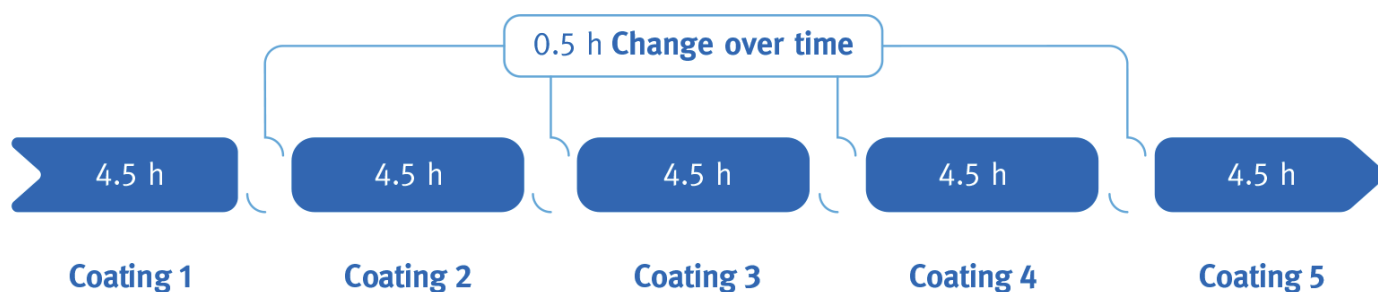 0.5 h Change over time
4.5 h
4.5 h
4.5 h
4.5 h
4.5 h
Coating 1
Coating 2
Coating 3
Coating 4
Coating 5